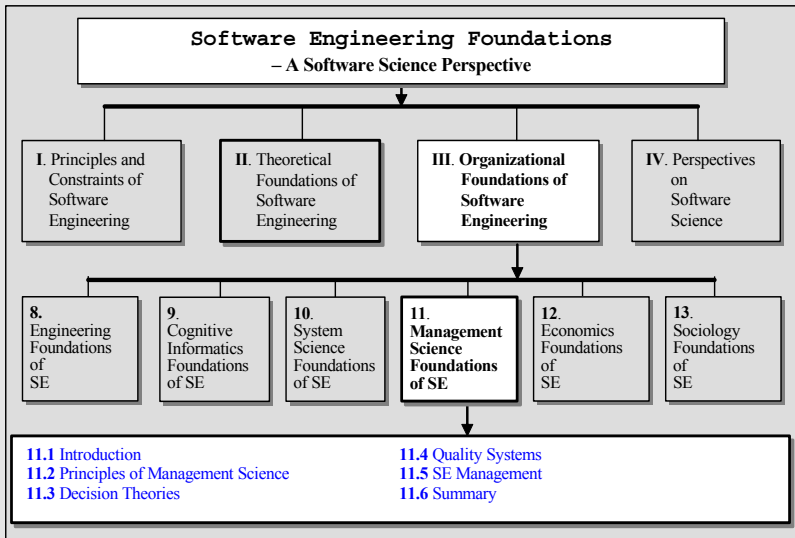 Software Engineering Foundations
– A Software Science Perspective
I. Principles and
Constraints of
Software
Engineering
II. Theoretical
Foundations of
Software
Engineering
III. Organizational
Foundations of
Software
Engineering
IV. Perspectives
on
Software
Science
8.
Engineering
Foundations
of
SE
9.
Cognitive
Informatics
Foundations
of SE
10.
System
Science
Foundations
of SE
11.
Management
Science
Foundations
of SE
12.
Economics
Foundations
of
SE
13.
Sociology
Foundations
of
SE
11.1 Introduction
11.2 Principles of Management Science
11.3 Decision Theories
11.4 Quality Systems
11.5 SE Management
11.6 Summary